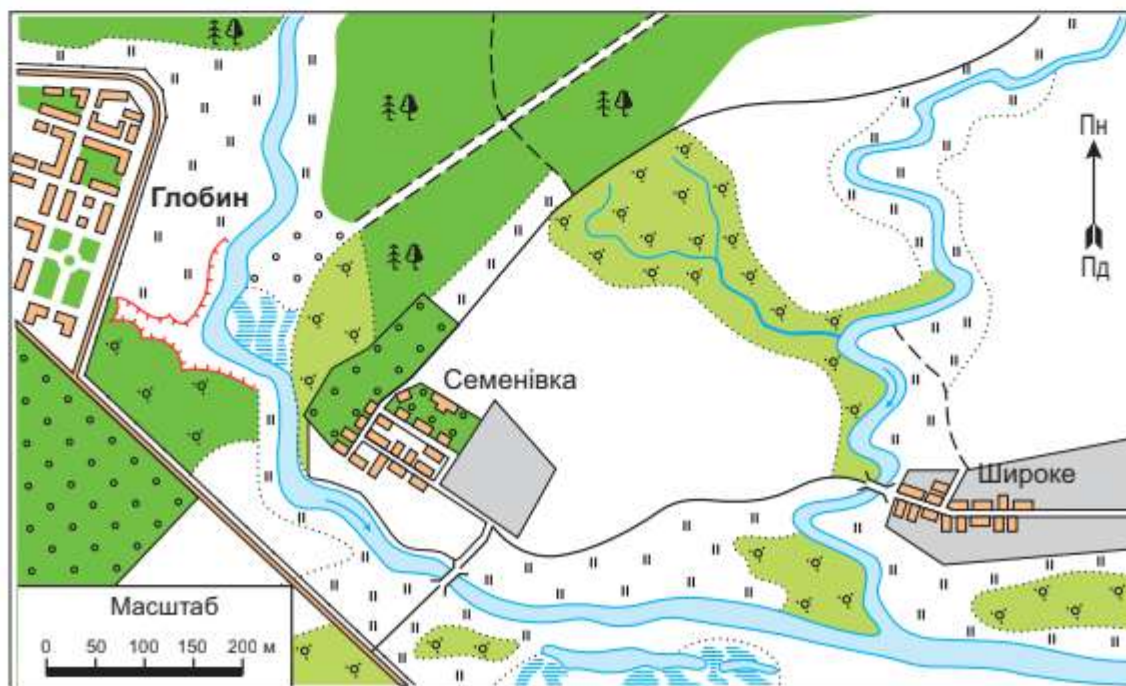 Пн
Глобин
Пд
Семенівка
Широке
Масштаб
0 50 100 150 200 м